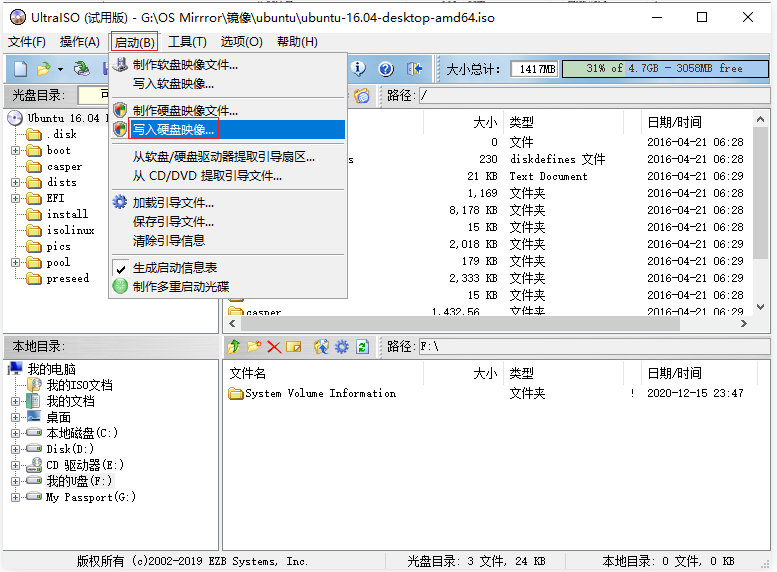 UltraISO (试用版) - G:\OS Mirrror\镜像\ubuntu\ubuntu-16.04-desktop-amd64.iso
文件(F) 操作(A) 启动(B) 工具(T) 选项(O) 帮助(H)
大小总计: 1417MB 31% of 4.7GB - 3058MB free
光盘目录: 可
路径: /
制作软盘映像文件...
写入软盘映像...
制作硬盘映像文件...
写入硬盘映像...
从软盘/硬盘驱动器提取引导扇区...
从 CD/DVD 提取引导文件...
加载引导文件...
保存引导文件...
清除引导信息
生成启动信息表
制作多重启动光碟
Ubuntu 16.04
.disk
boot
casper
dists
EFI
install
isolinux
pics
pool
preseed
大小 类型 日期/时间
0 文件 2016-04-21 06:28
s 230 diskdefines 文件 2016-04-21 06:28
21 KB Text Document 2016-04-21 06:29
1,169 文件夹 2016-04-21 06:28
8,178 KB 文件夹 2016-04-21 06:28
15 KB 文件夹 2016-04-21 06:28
2,018 KB 文件夹 2016-04-21 06:29
179 KB 文件夹 2016-04-21 06:29
2,333 KB 文件夹 2016-04-21 06:29
15 KB 文件夹 2016-04-21 06:28
casper 1,432,56 文件夹 2016-04-21 06:28
本地目录:
路径: F:\
我的电脑
我的ISO文档
我的文档
桌面
本地磁盘(C:)
Disk(D:)
CD 驱动器(E:)
我的U盘(F:)
My Passport(G:)
文件名 大小 类型 日期/时间
System Volume Information 文件夹 ! 2020-12-15 23:47
版权所有 (c)2002-2019 EZB Systems, Inc.
光盘目录: 3 文件, 24 KB
本地目录: 0 文件, 0 KB